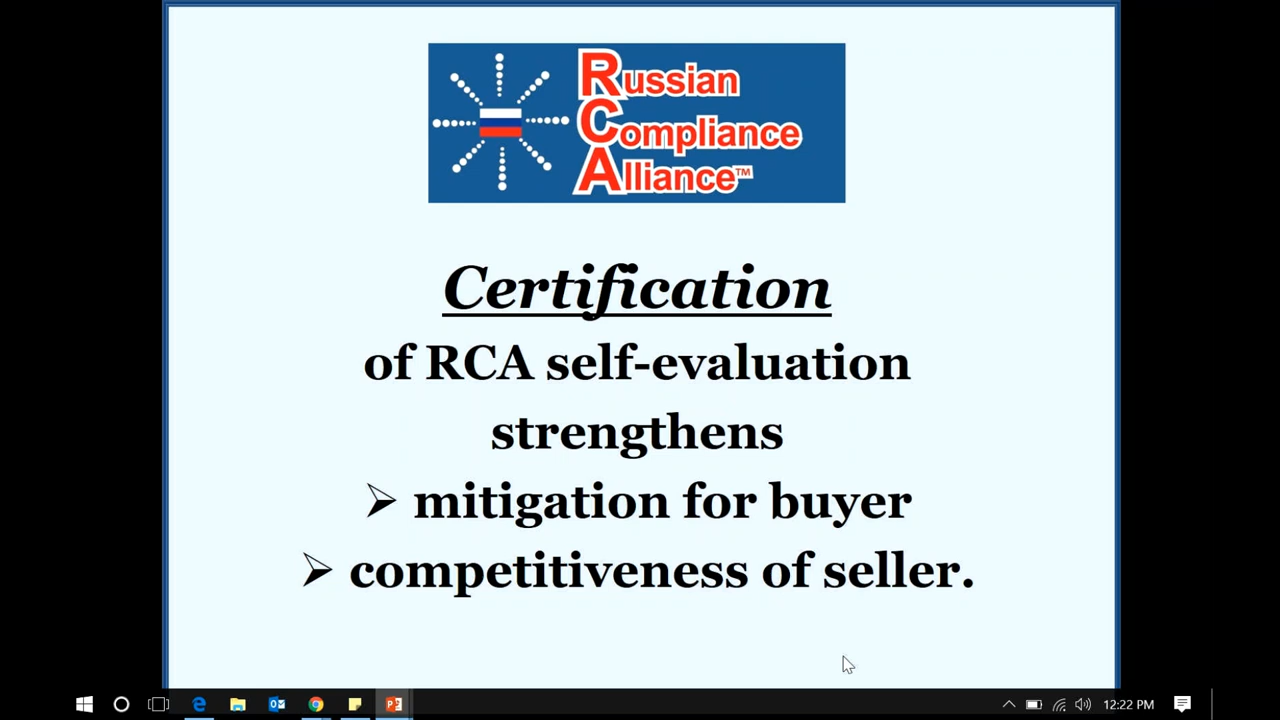 Russian
Compliance
Alliance™
Certification
of RCA self-evaluation
strengthens
➢ mitigation for buyer
➢ competitiveness of seller.
12:22 PM